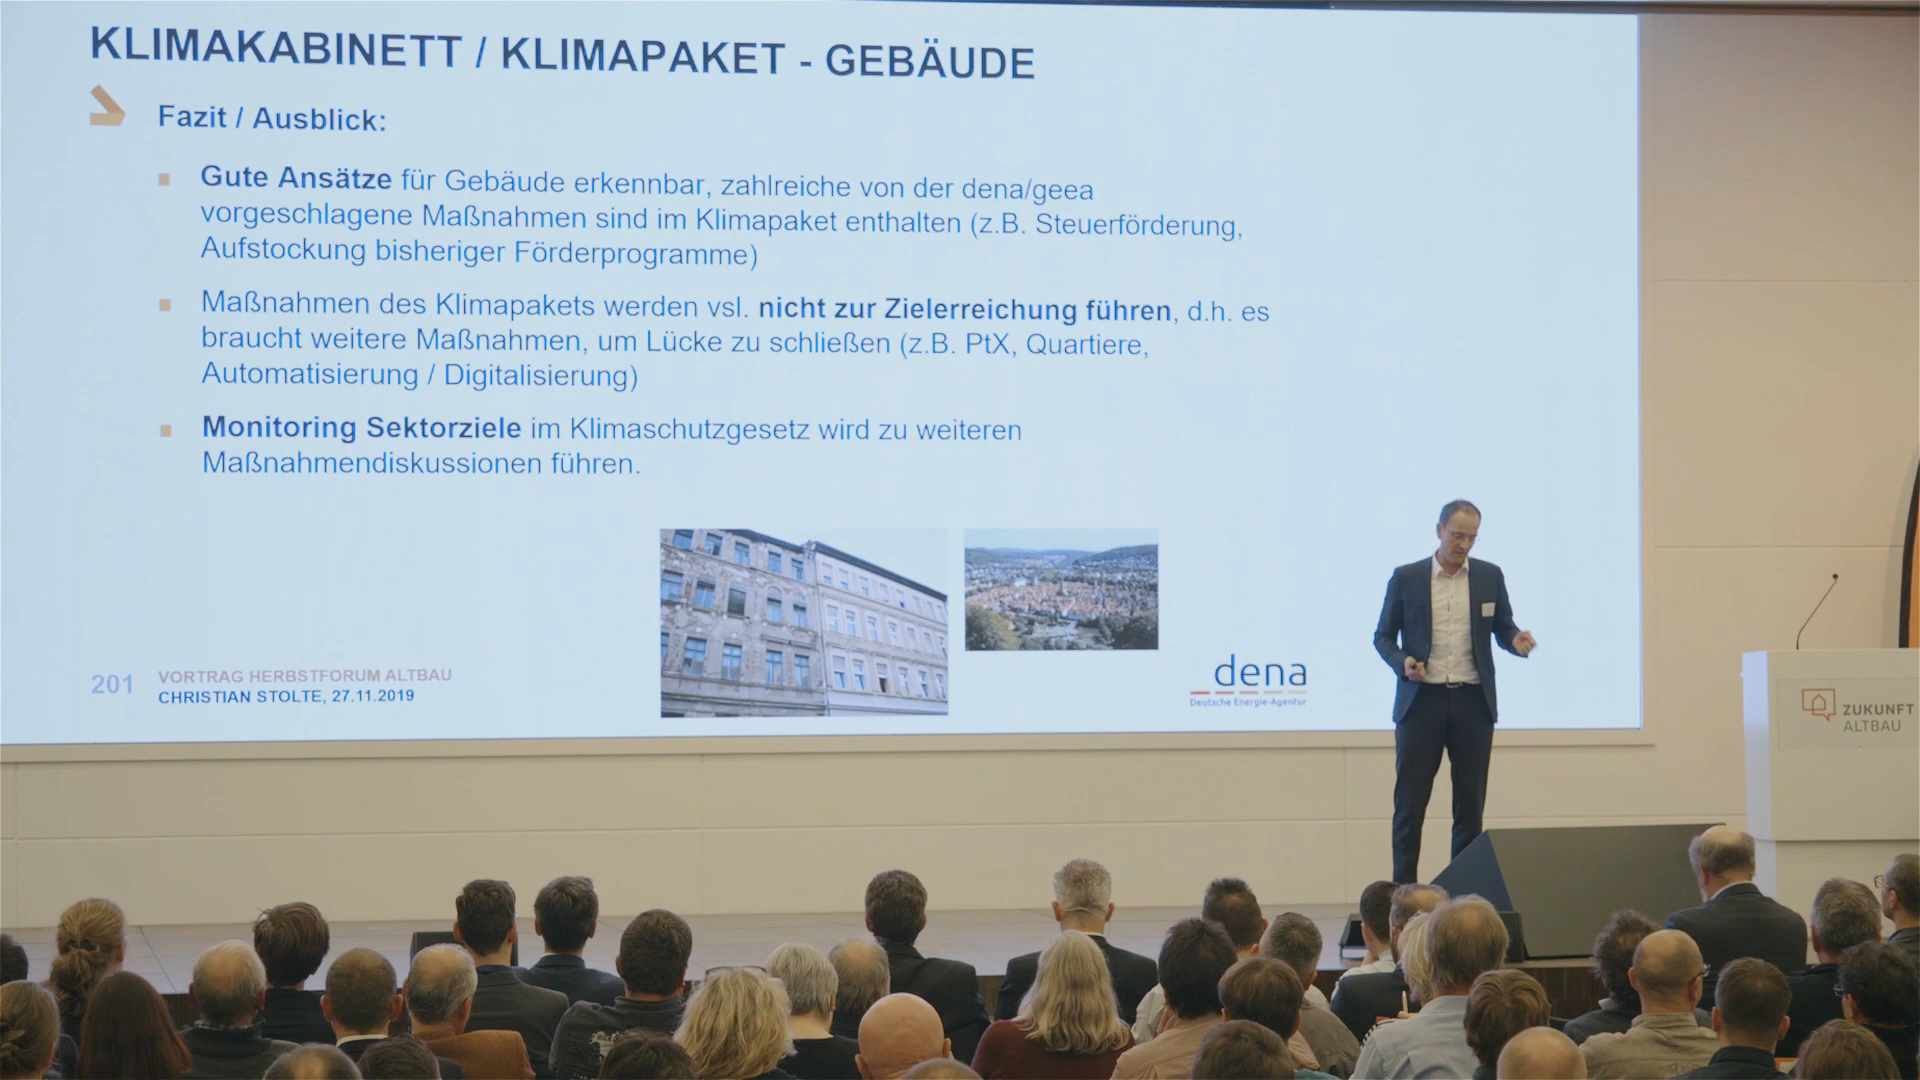 KLIMAKABINETT / KLIMAPAKET - GEBÄUDE
Fazit / Ausblick:
Gute Ansätze für Gebäude erkennbar, zahlreiche von der dena/geea
vorgeschlagene Maßnahmen sind im Klimapaket enthalten (z.B. Steuerförderung,
Aufstockung bisheriger Förderprogramme)
Maßnahmen des Klimapakets werden vsl. nicht zur Zielerreichung führen, d.h. es
braucht weitere Maßnahmen, um Lücke zu schließen (z.B. PtX, Quartiere,
Automatisierung / Digitalisierung)
Monitoring Sektorziele im Klimaschutzgesetz wird zu weiteren
Maßnahmendiskussionen führen.
201
VORTRAG HERBSTFORUM ALTBAU
CHRISTIAN STOLTE, 27.11.2019
dena
Deutsche Energie-Agentur
ZUKUNFT
ALTBAU